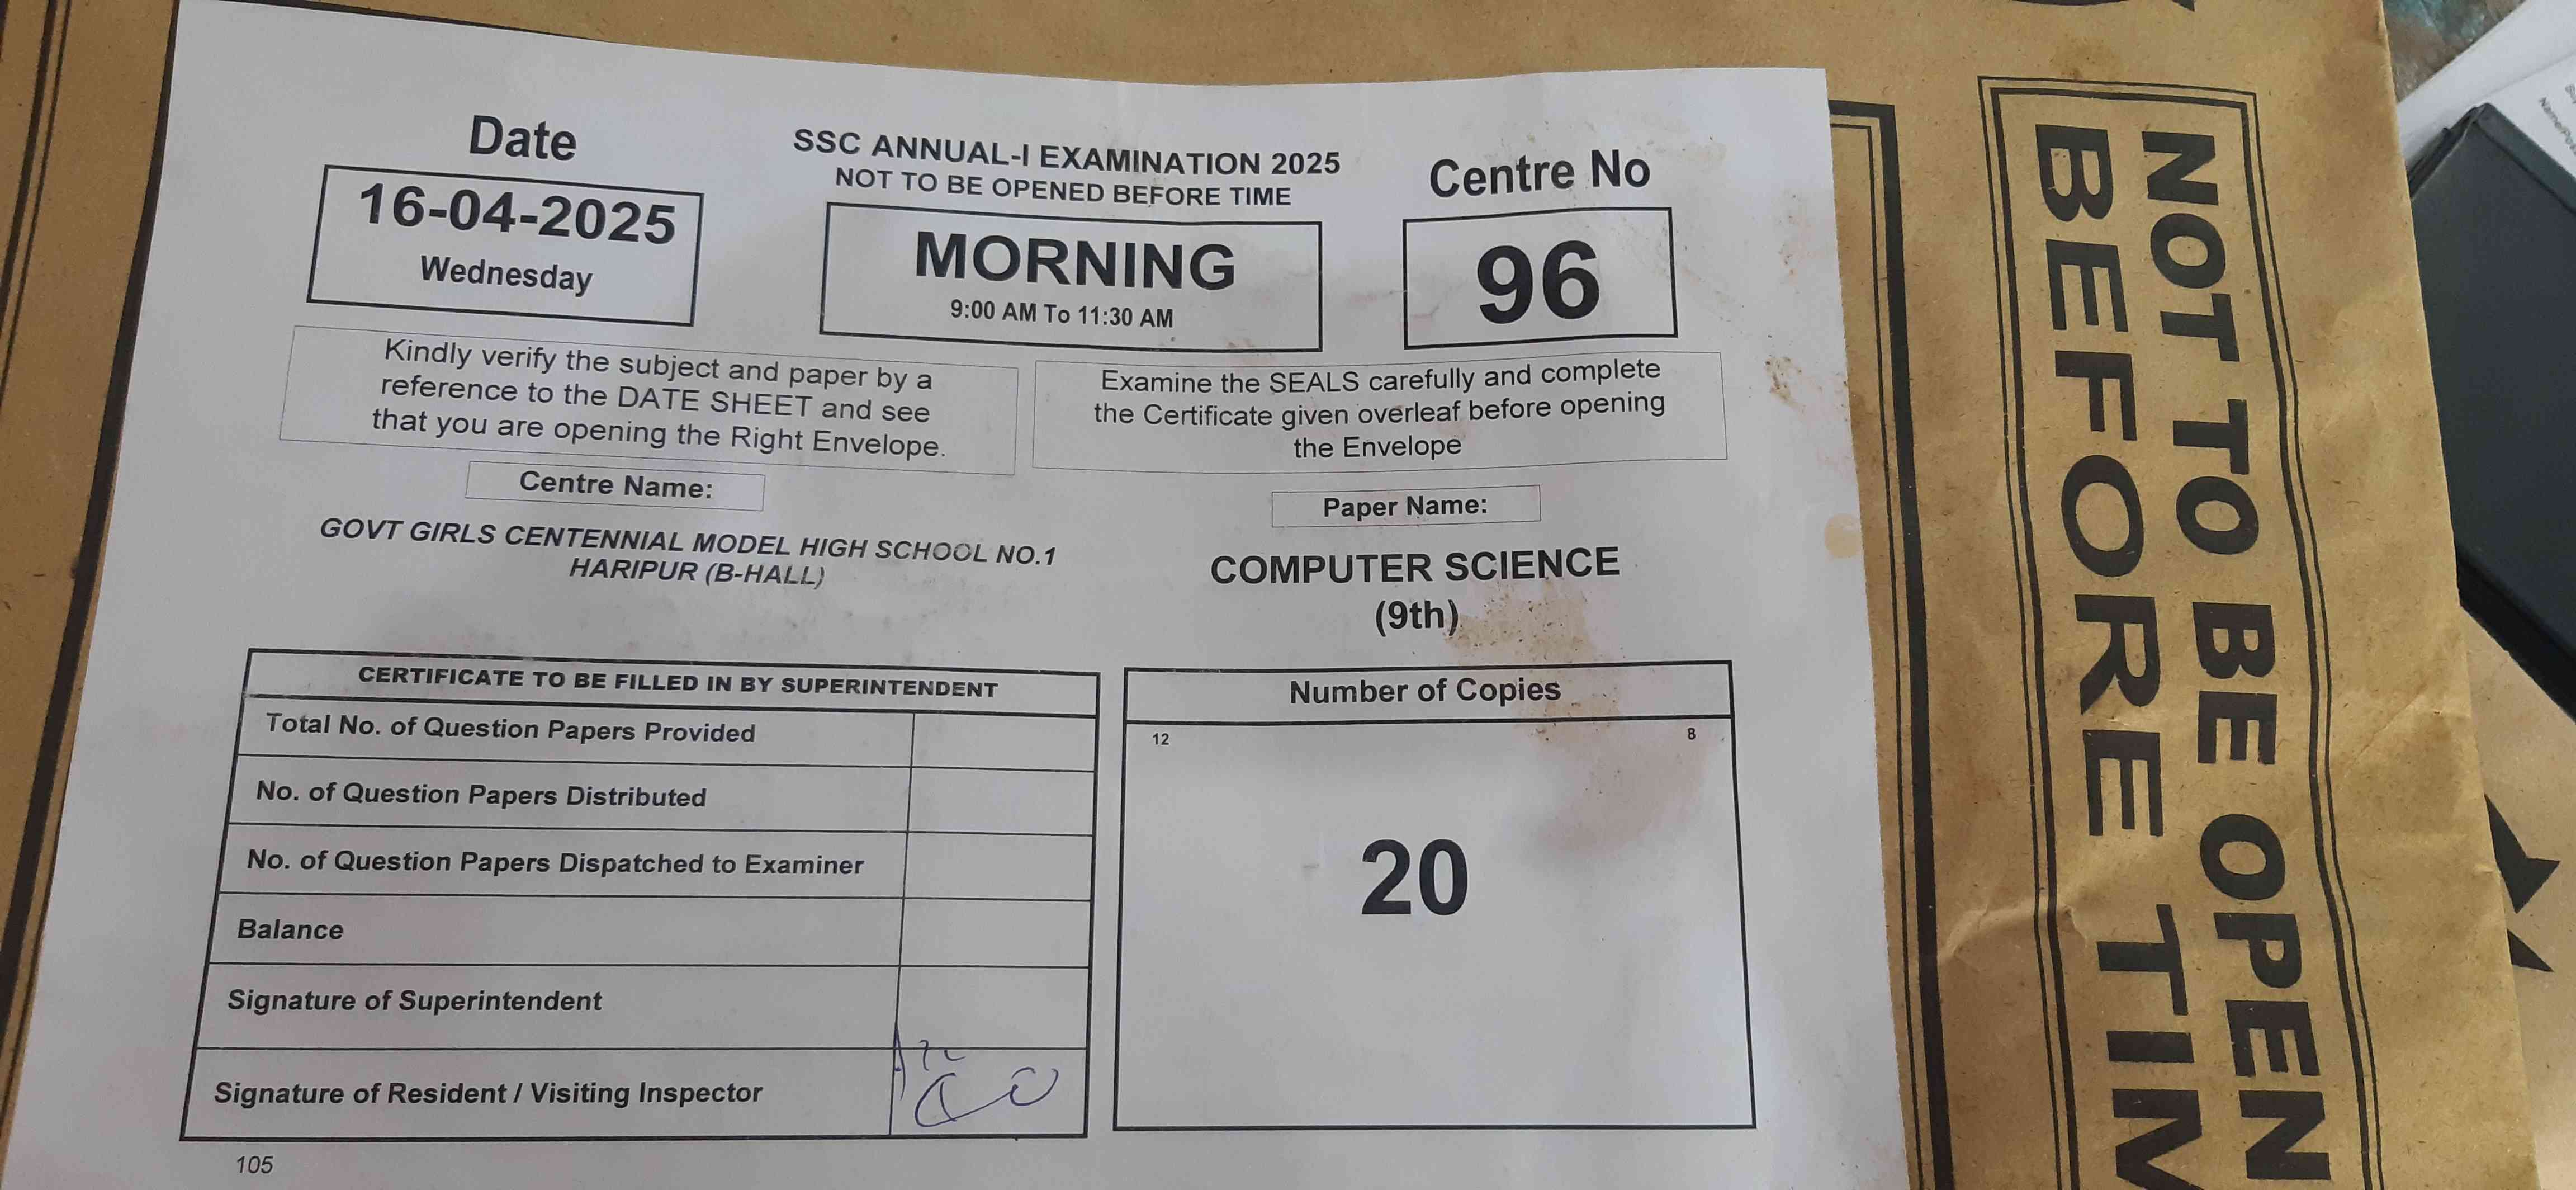 Date
16-04-2025
Wednesday
SSC ANNUAL-I EXAMINATION 2025
NOT TO BE OPENED BEFORE TIME
MORNING
9:00 AM To 11:30 AM
Centre No
96
Kindly verify the subject and paper by a
reference to the DATE SHEET and see
that you are opening the Right Envelope.
Examine the SEALS carefully and complete
the Certificate given overleaf before opening
the Envelope
Centre Name:
GOVT GIRLS CENTENNIAL MODEL HIGH SCHOOL NO.1
HARIPUR (B-HALL)
Paper Name:
COMPUTER SCIENCE
(9th)
CERTIFICATE TO BE FILLED IN BY SUPERINTENDENT
Total No. of Question Papers Provided
No. of Question Papers Distributed
No. of Question Papers Dispatched to Examiner
Balance
Signature of Superintendent
Signature of Resident / Visiting Inspector
Number of Copies
12 8
20
105
NOT TO BE OPEN
BEFORE TIM